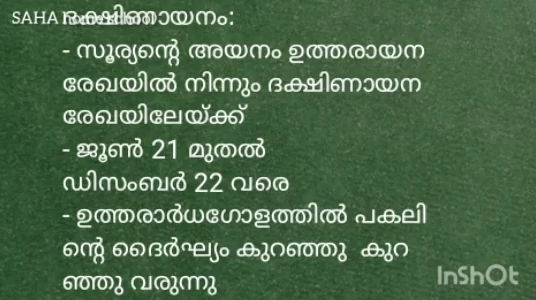 SAHA
ദക്ഷിണായനം:
- സൂര്യന്റെ അയനം ഉത്തരായന
രേഖയിൽ നിന്നും ദക്ഷിണായന
രേഖയിലേയ്ക്ക്
- ജൂൺ 21 മുതൽ
ഡിസംബർ 22 വരെ
- ഉത്തരാർധഗോളത്തിൽ പകലി
ന്റെ ദൈർഘ്യം കുറഞ്ഞു കുറ
ഞ്ഞു വരുന്നു
InShOt